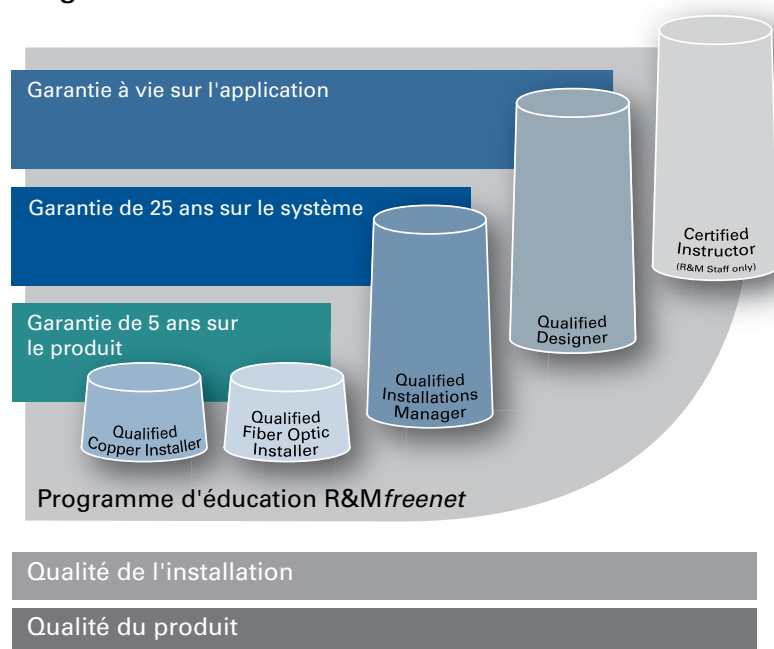 Garantie à vie sur l'application
Garantie de 25 ans sur le système
Garantie de 5 ans sur
le produit
Certified
Instructor
(R&M Staff only)
Qualified
Designer
Qualified
Installations
Manager
Qualified
Copper Installer
Qualified
Fiber Optic
Installer
Programme d'éducation R&Mfreenet
Qualité de l'installation
Qualité du produit